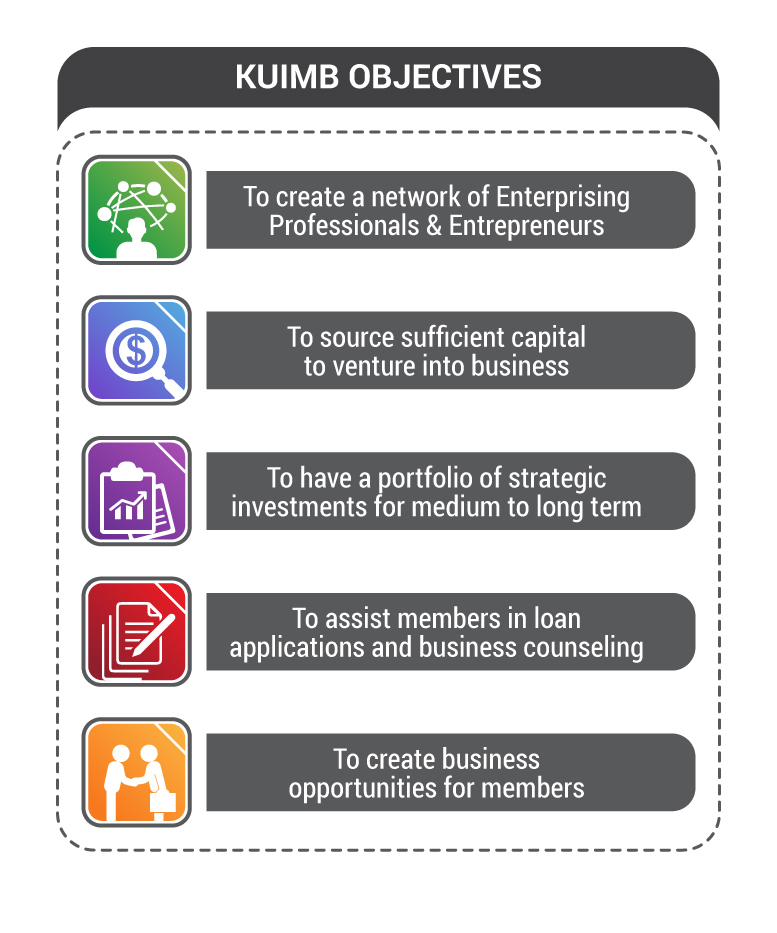 KUIMB OBJECTIVES
To create a network of Enterprising
Professionals & Entrepreneurs
$
To source sufficient capital
to venture into business
To have a portfolio of strategic
investments for medium to long term
To assist members in loan
applications and business counseling
To create business
opportunities for members